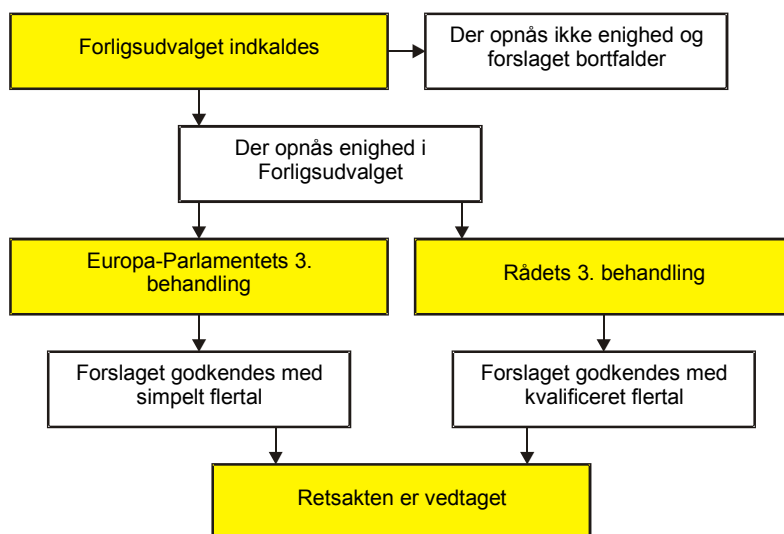 Forligsudvalget indkaldes
Der opnås ikke enighed og
forslaget bortfalder
Der opnås enighed i
Forligsudvalget
Europa-Parlamentets 3.
behandling
Rådets 3. behandling
Forslaget godkendes med
simpelt flertal
Forslaget godkendes med
kvalificeret flertal
Retsakten er vedtaget